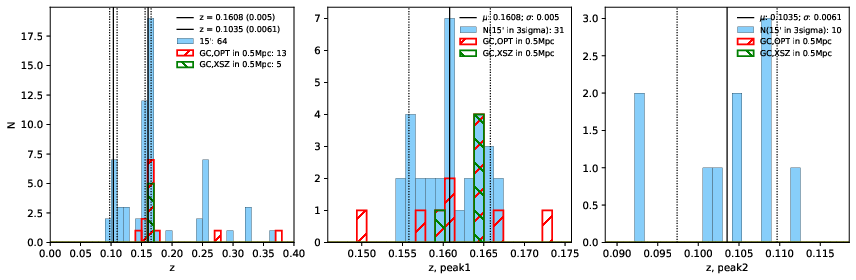 z = 0.1608 (0.005)
z = 0.1035 (0.0061)
15': 64
GC,OPT in 0.5Mpc: 13
GC,XSZ in 0.5Mpc: 5
N
17.5
15.0
12.5
10.0
7.5
5.0
2.5
0.0
0.00 0.05 0.10 0.15 0.20 0.25 0.30 0.35 0.40
z
μ: 0.1608; σ: 0.005
N(15' in 3sigma): 31
GC,OPT in 0.5Mpc
GC,XSZ in 0.5Mpc
7
6
5
4
3
2
1
0
0.150 0.155 0.160 0.165 0.170 0.175
z, peak1
μ: 0.1035; σ: 0.0061
N(15' in 3sigma): 10
GC,OPT in 0.5Mpc
GC,XSZ in 0.5Mpc
3.0
2.5
2.0
1.5
1.0
0.5
0.0
0.090 0.095 0.100 0.105 0.110 0.115
z, peak2